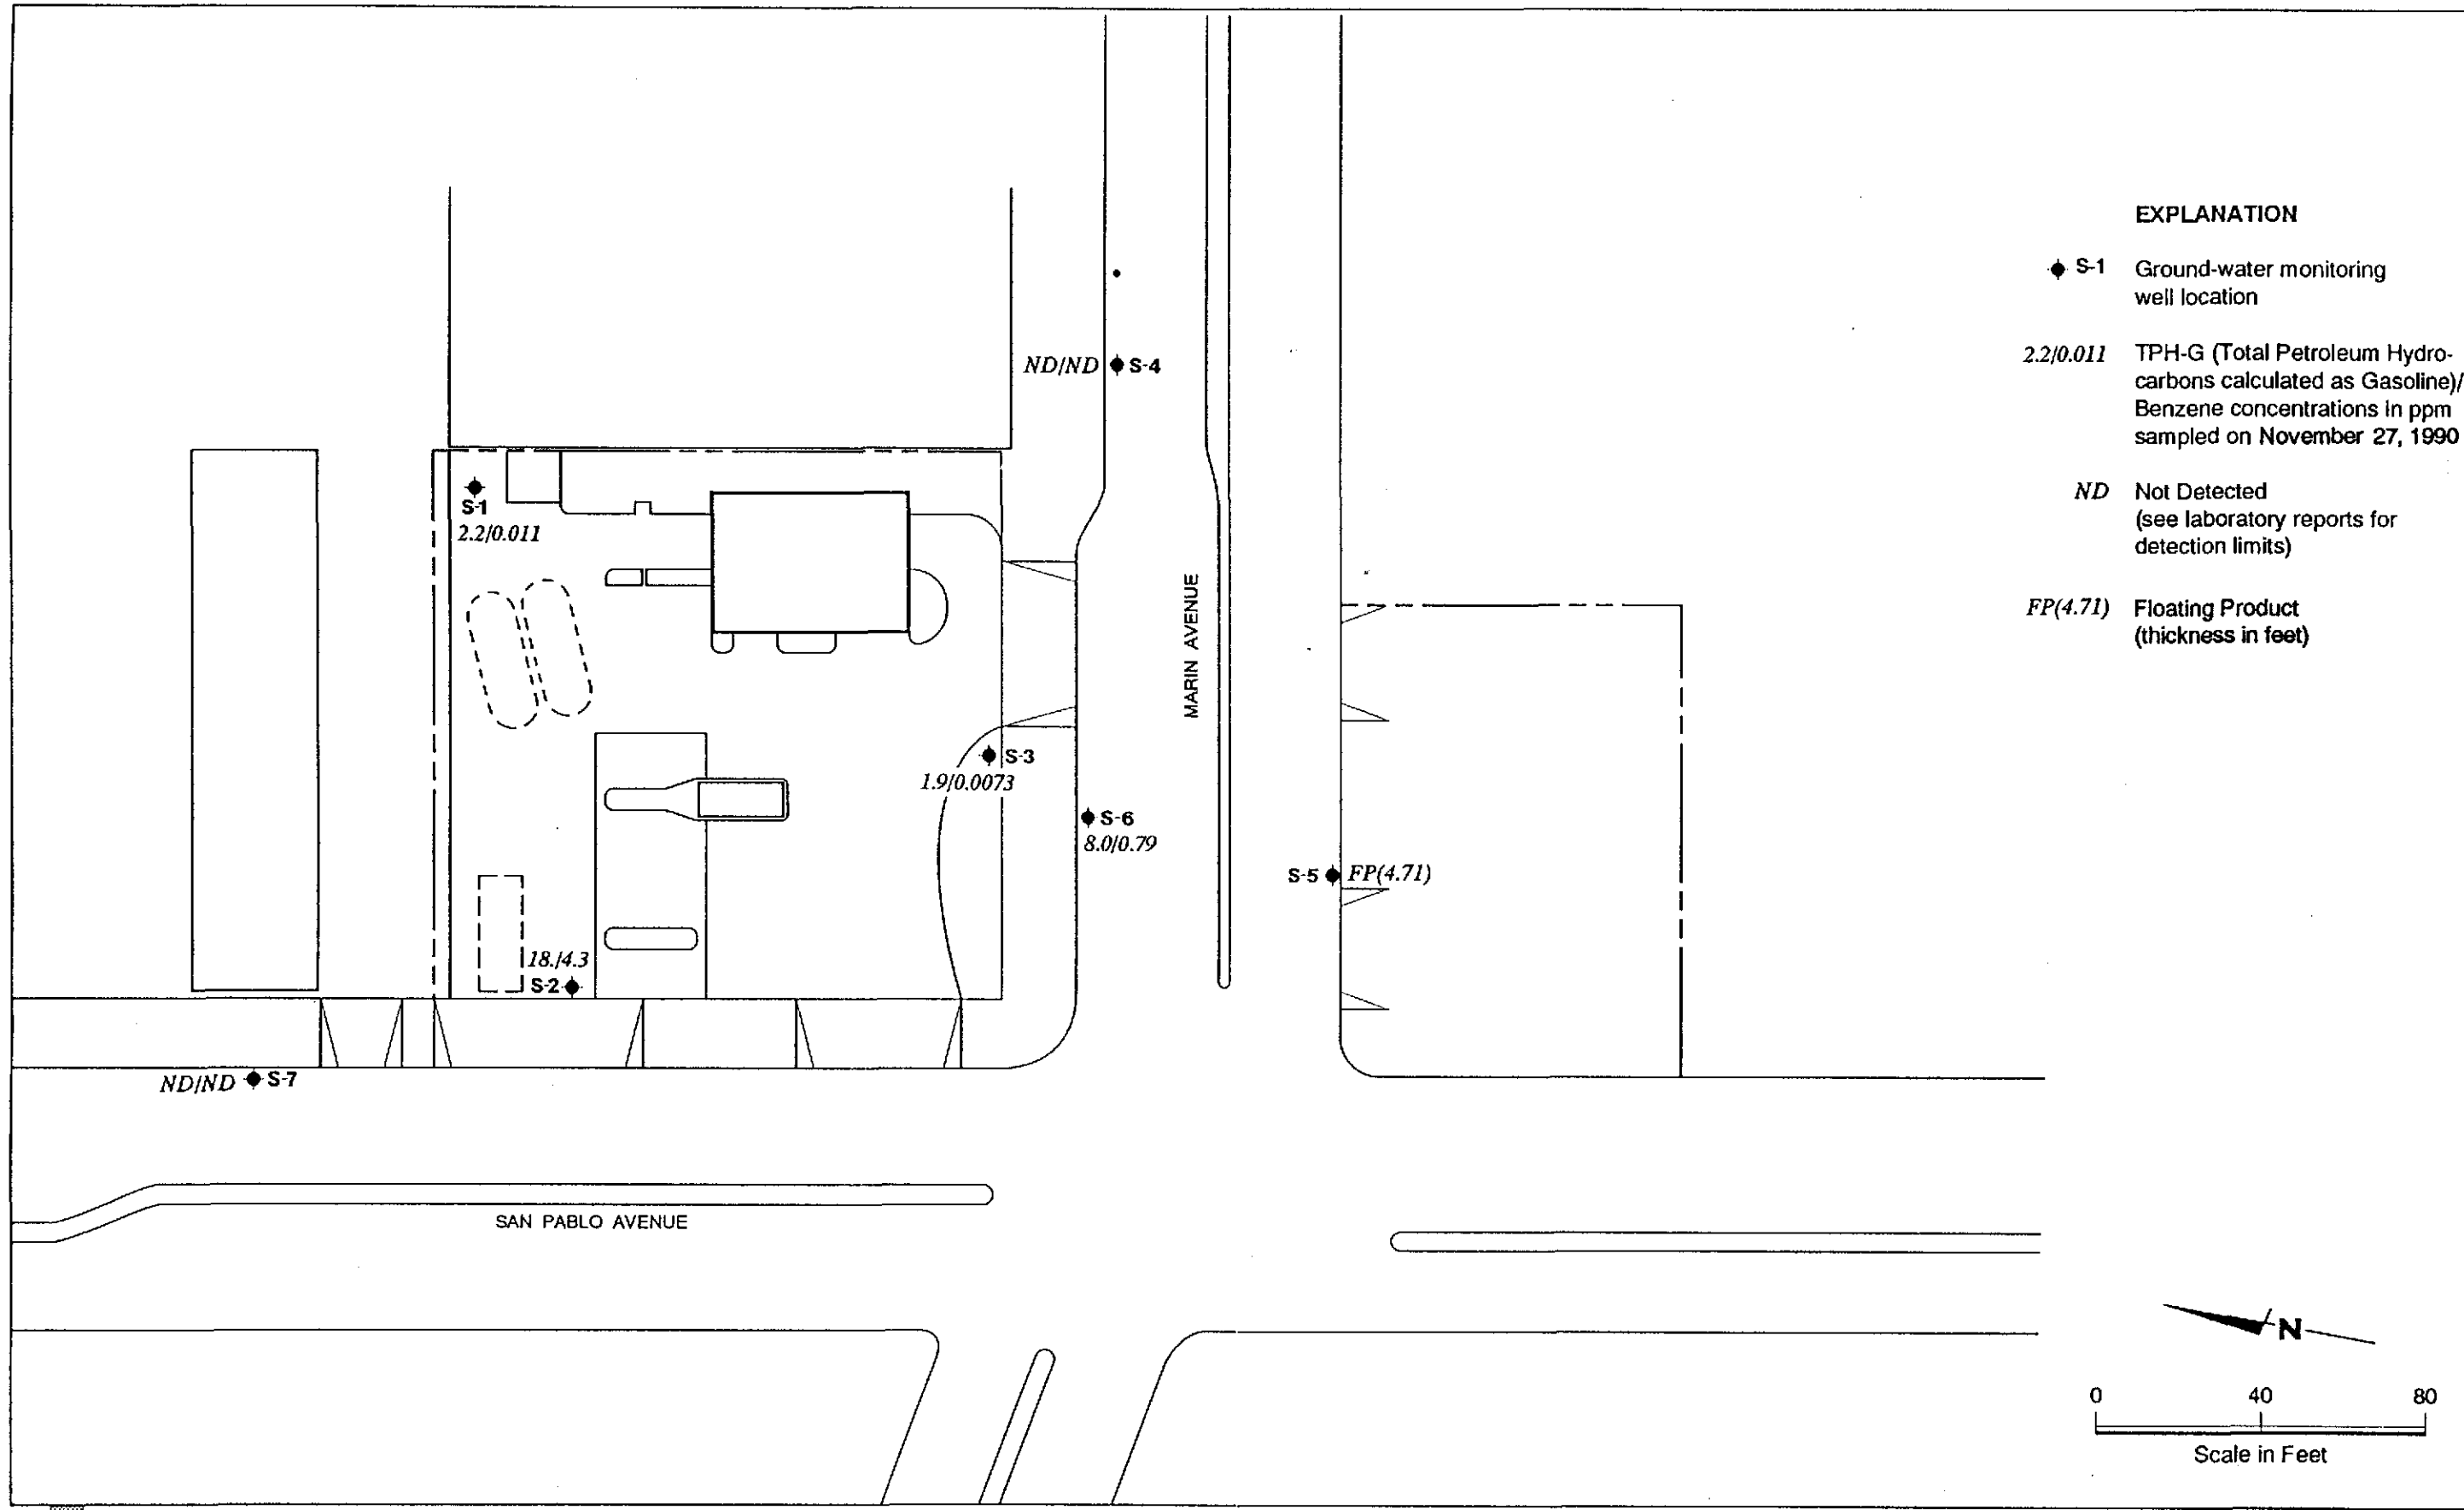 EXPLANATION
S-1 Ground-water monitoring
well location
2.2/0.011 TPH-G (Total Petroleum Hydro-
carbons calculated as Gasoline)/
Benzene concentrations in ppm
sampled on November 27, 1990
ND Not Detected
(see laboratory reports for
detection limits)
FP(4.71) Floating Product
(thickness in feet)
ND/ND S-4
S-1
2.2/0.011
MARIN AVENUE
S-3
1.9/0.0073
S-6
8.0/0.79
S-5 FP(4.71)
18./4.3
S-2
ND/ND S-7
SAN PABLO AVENUE
N
0 40 80
Scale in Feet